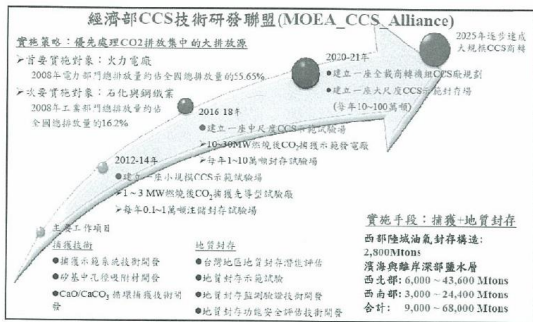 經濟部CCS技術研發聯盟(MOEA_CCS_Alliance)
實施策略：優先處理CO2排放集中的大排放源
➢首要實施對象：火力電廠
2008年電力部門總排放量約佔全國總排放量的55.65%
➢次要實施對象：石化與鋼鐵業
2008年工業部門總排放量約佔
全國總排放量的16.2%
2025年逐步達成
大規模CCS商轉
2020-21年
●建立一座全載商轉機組CCS廠規劃
●建立一座大尺度CCS示範封存場
(每年10~100萬噸)
2016-18年
●建立一座中尺度CCS示範試驗場
➢10~30MW燃燒後CO₂捕獲示範發電廠
➢每年1~10萬噸封存試驗場
2012-14年
●建立一座小規模CCS示範試驗場
➢1~3 MW燃燒後CO₂捕獲先導型試驗廠
➢每年0.1~1萬噸注儲封存試驗場
主要工作項目
捕獲技術
●捕獲示範系統技術開發
●矽基中孔徑吸附材開發
●CaO/CaCO₃ 循環捕獲技術開
發
地質封存
●台灣地區地質封存潛能評估
●地質封存示範試驗
●地質封存監測驗證技術開發
●地質封存功能安全評估技術開發
實施手段：捕獲+地質封存
西部陸域油氣封存構造:
2,800Mtons
濱海與離岸深部鹽水層
西北部: 6,000 ~ 43,600 Mtons
西南部: 3,000 ~ 24,400 Mtons
合計: 9,000 ~ 68,000 Mtons